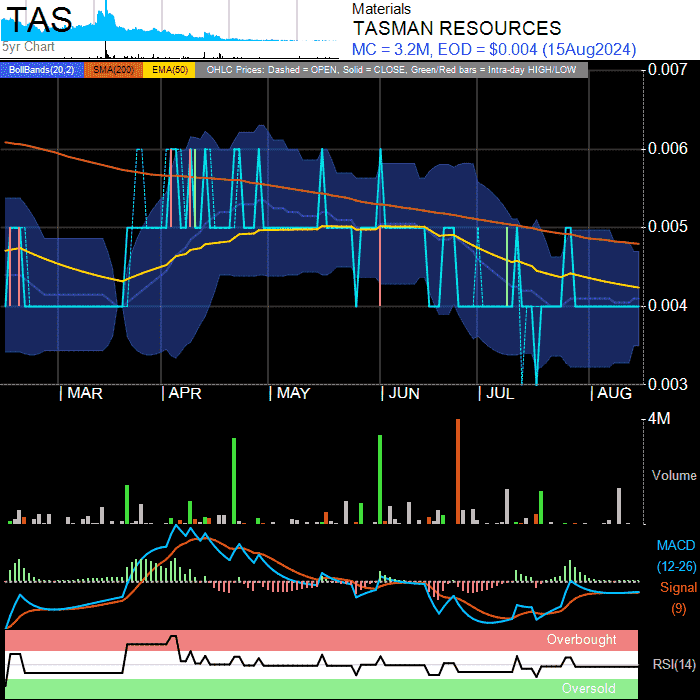 TAS
5yr Chart
Materials
TASMAN RESOURCES
MC = 3.2M, EOD = $0.004 (15Aug2024)
BollBands(20,2) SMA(200) EMA(50) OHLC Prices: Dashed = OPEN, Solid = CLOSE, Green/Red bars = Intra-day HIGH/LOW
0.007
0.006
0.005
0.004
0.003
MAR APR MAY JUN JUL AUG
4M
Volume
MACD
(12-26)
Signal
(9)
Overbought
RSI(14)
Oversold